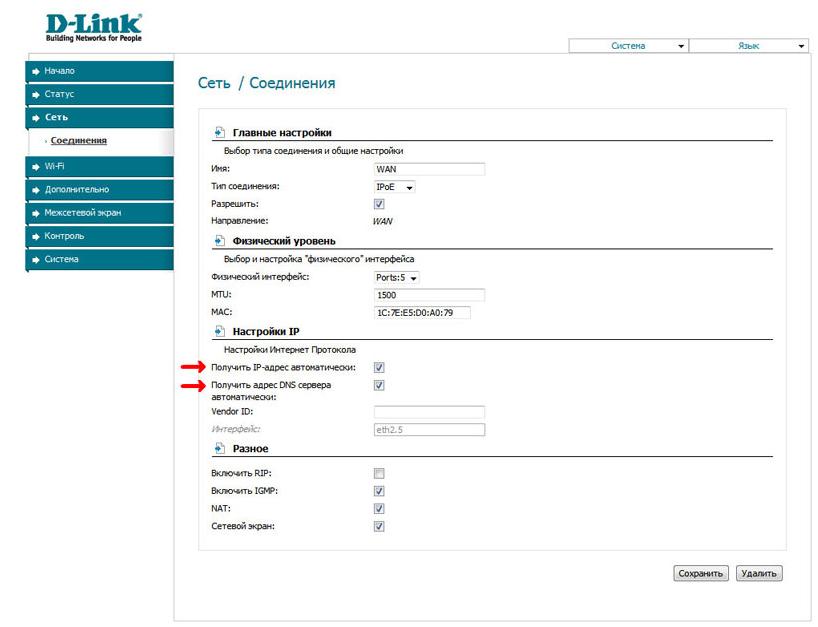 D-Link
Building Networks for People
Система
Язык
Начало
Статус
Сеть
Соединения
Wi-Fi
Дополнительно
Межсетевой экран
Контроль
Система
Сеть / Соединения
Главные настройки
Выбор типа соединения и общие настройки
Имя: WAN
Тип соединения: IPoE
Разрешить:
Направление: WAN
Физический уровень
Выбор и настройка "физического" интерфейса
Физический интерфейс: Ports:5
MTU: 1500
MAC: 1C:7E:E5:D0:A0:79
Настройки IP
Настройки Интернет Протокола
Получить IP-адрес автоматически:
Получить адрес DNS сервера
автоматически:
Vendor ID:
Интерфейс: eth2.5
Разное
Включить RIP:
Включить IGMP:
NAT:
Сетевой экран:
Сохранить
Удалить